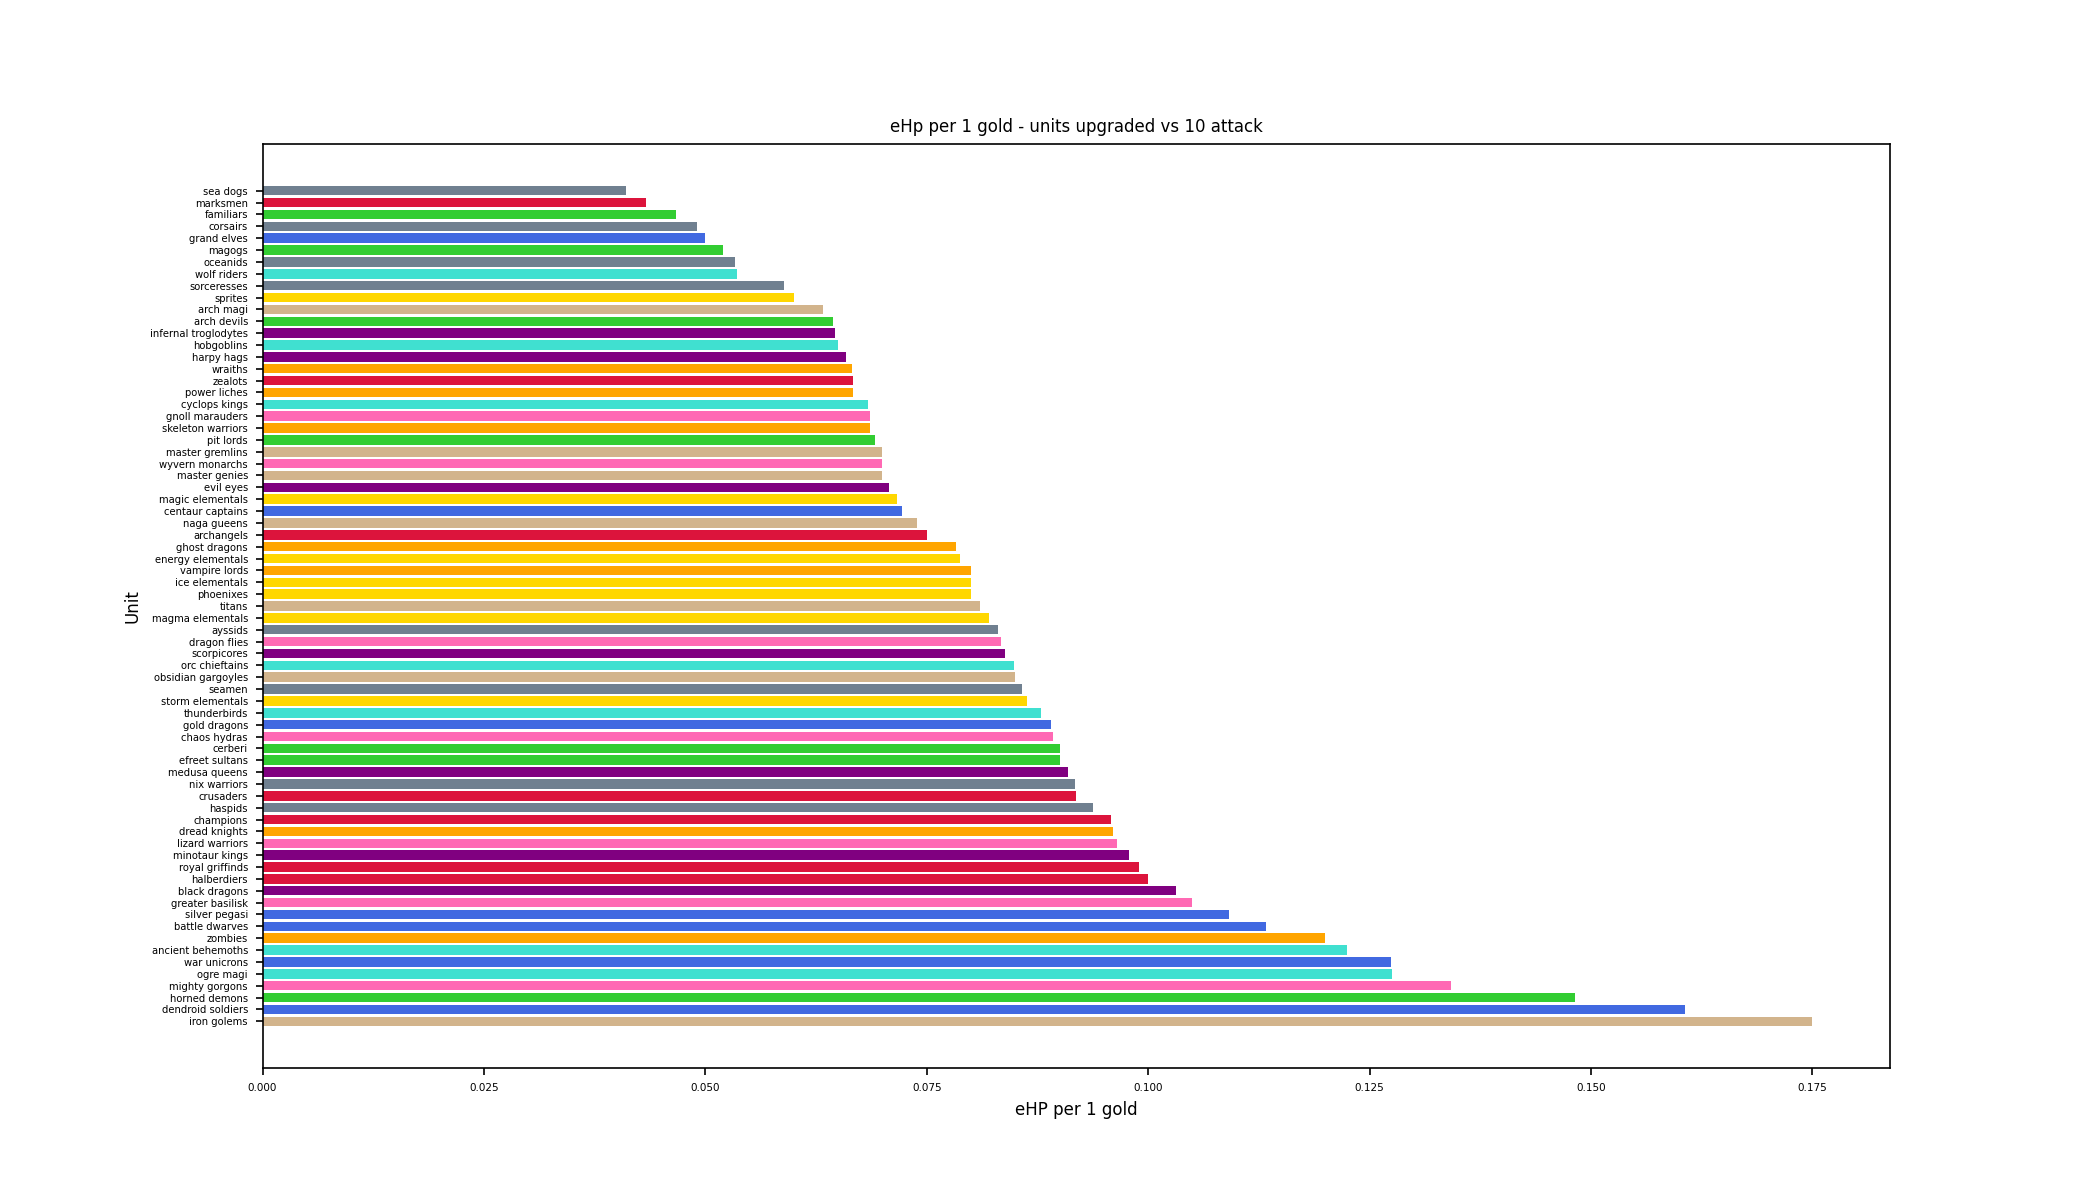 eHp per 1 gold - units upgraded vs 10 attack
sea dogs
marksmen
familiars
corsairs
grand elves
magogs
oceanids
wolf riders
sorceresses
sprites
arch magi
arch devils
infernal troglodytes
hobgoblins
harpy hags
wraiths
zealots
power liches
cyclops kings
gnoll marauders
skeleton warriors
pit lords
master gremlins
wyvern monarchs
master genies
evil eyes
magic elementals
centaur captains
naga gueens
archangels
ghost dragons
energy elementals
vampire lords
ice elementals
phoenixes
titans
magma elementals
ayssids
dragon flies
scorpicores
orc chieftains
obsidian gargoyles
seamen
storm elementals
thunderbirds
gold dragons
chaos hydras
cerberi
efreet sultans
medusa queens
nix warriors
crusaders
haspids
champions
dread knights
lizard warriors
minotaur kings
royal griffinds
halberdiers
black dragons
greater basilisk
silver pegasi
battle dwarves
zombies
ancient behemoths
war unicrons
ogre magi
mighty gorgons
horned demons
dendroid soldiers
iron golems
Unit
0.000 0.025 0.050 0.075 0.100 0.125 0.150 0.175
eHP per 1 gold